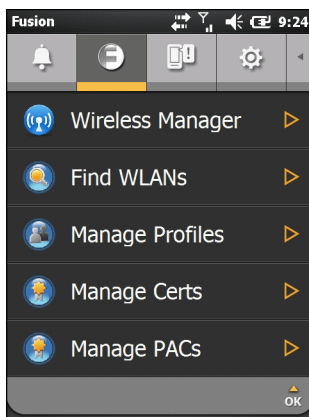 Fusion 9:24
Wireless Manager
Find WLANs
Manage Profiles
Manage Certs
Manage PACs
OK